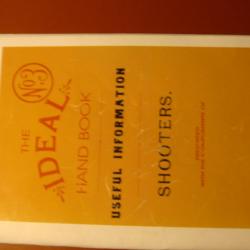 No. 3
THE
IDEAL
HAND BOOK
USEFUL INFORMATION
SHOOTERS.